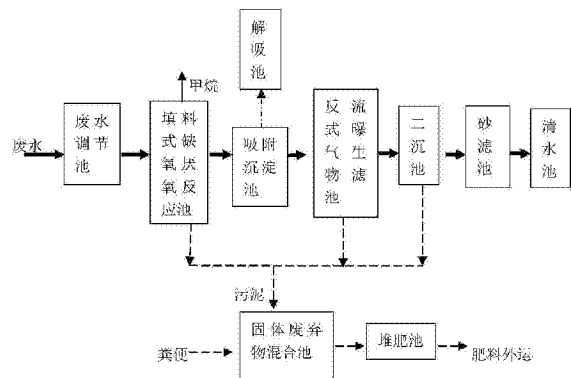 解
吸
池
甲烷
废水
废水
调节
池
填料
式缺
氧厌
氧反
应池
吸附
沉淀
池
反流
式曝
气生
物滤
池
二
沉
池
砂
滤
池
清
水
池
污泥
粪便
固体废弃
物混合池
堆肥池
肥料外运